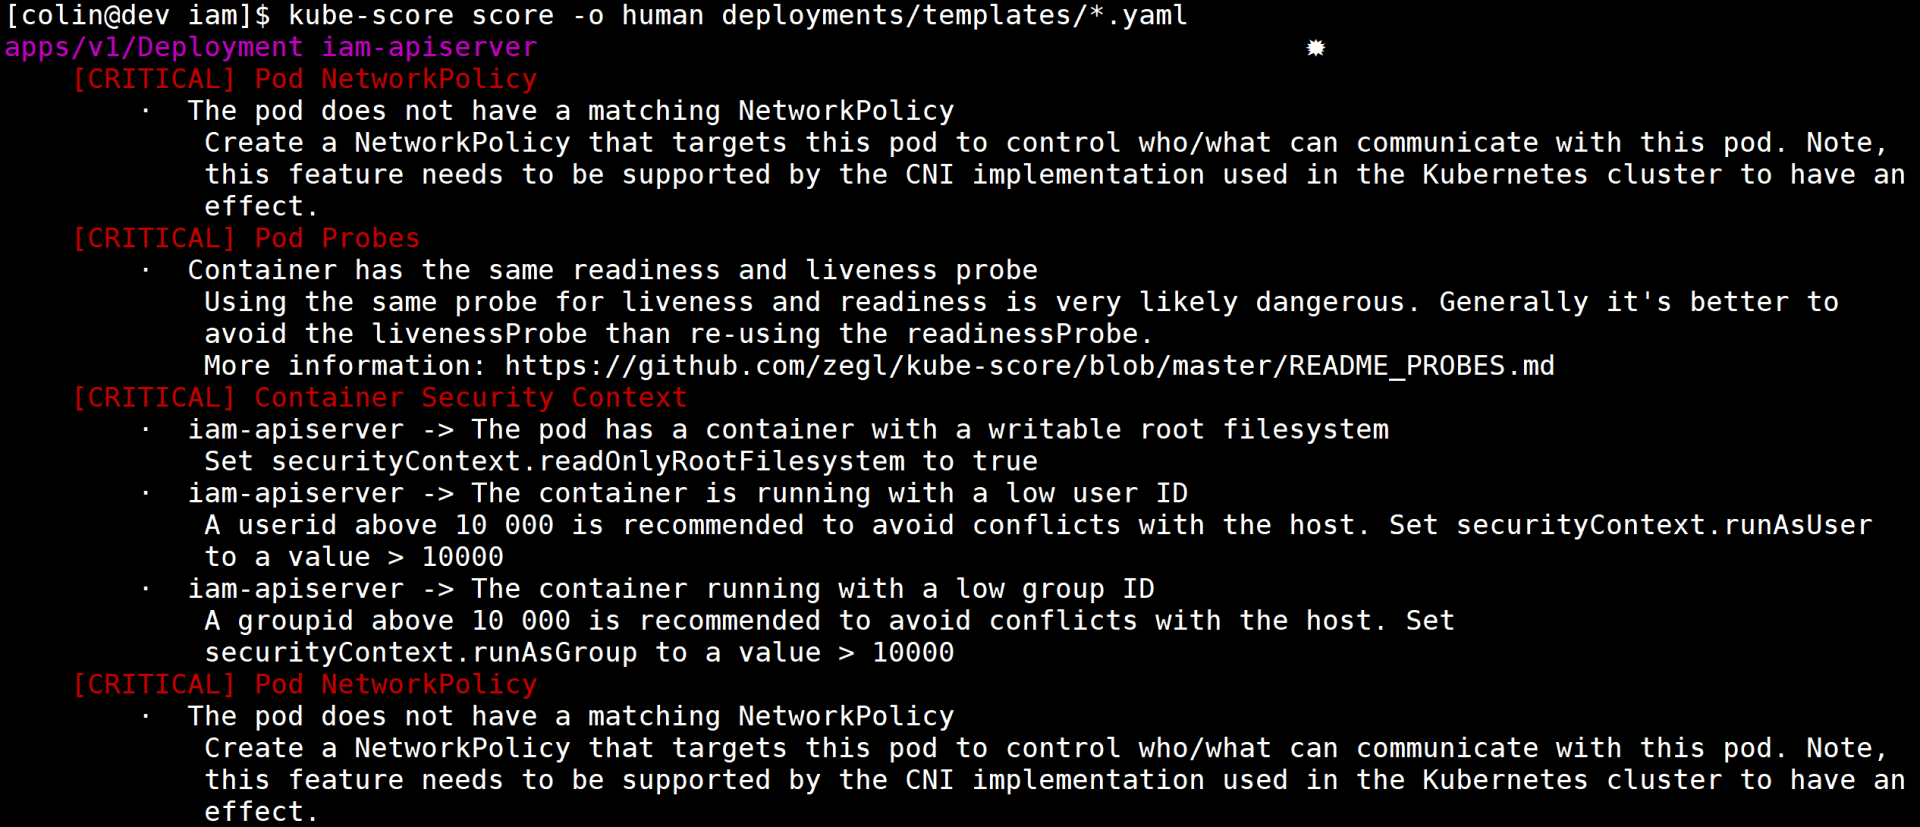 [colin@dev iam]$ kube-score score -o human deployments/templates/*.yaml
apps/v1/Deployment iam-apiserver ✹
[CRITICAL] Pod NetworkPolicy
· The pod does not have a matching NetworkPolicy
Create a NetworkPolicy that targets this pod to control who/what can communicate with this pod. Note,
this feature needs to be supported by the CNI implementation used in the Kubernetes cluster to have an
effect.
[CRITICAL] Pod Probes
· Container has the same readiness and liveness probe
Using the same probe for liveness and readiness is very likely dangerous. Generally it's better to
avoid the livenessProbe than re-using the readinessProbe.
More information: https://github.com/zegl/kube-score/blob/master/README_PROBES.md
[CRITICAL] Container Security Context
· iam-apiserver -> The pod has a container with a writable root filesystem
Set securityContext.readOnlyRootFilesystem to true
· iam-apiserver -> The container is running with a low user ID
A userid above 10 000 is recommended to avoid conflicts with the host. Set securityContext.runAsUser
to a value > 10000
· iam-apiserver -> The container running with a low group ID
A groupid above 10 000 is recommended to avoid conflicts with the host. Set
securityContext.runAsGroup to a value > 10000
[CRITICAL] Pod NetworkPolicy
· The pod does not have a matching NetworkPolicy
Create a NetworkPolicy that targets this pod to control who/what can communicate with this pod. Note,
this feature needs to be supported by the CNI implementation used in the Kubernetes cluster to have an
effect.